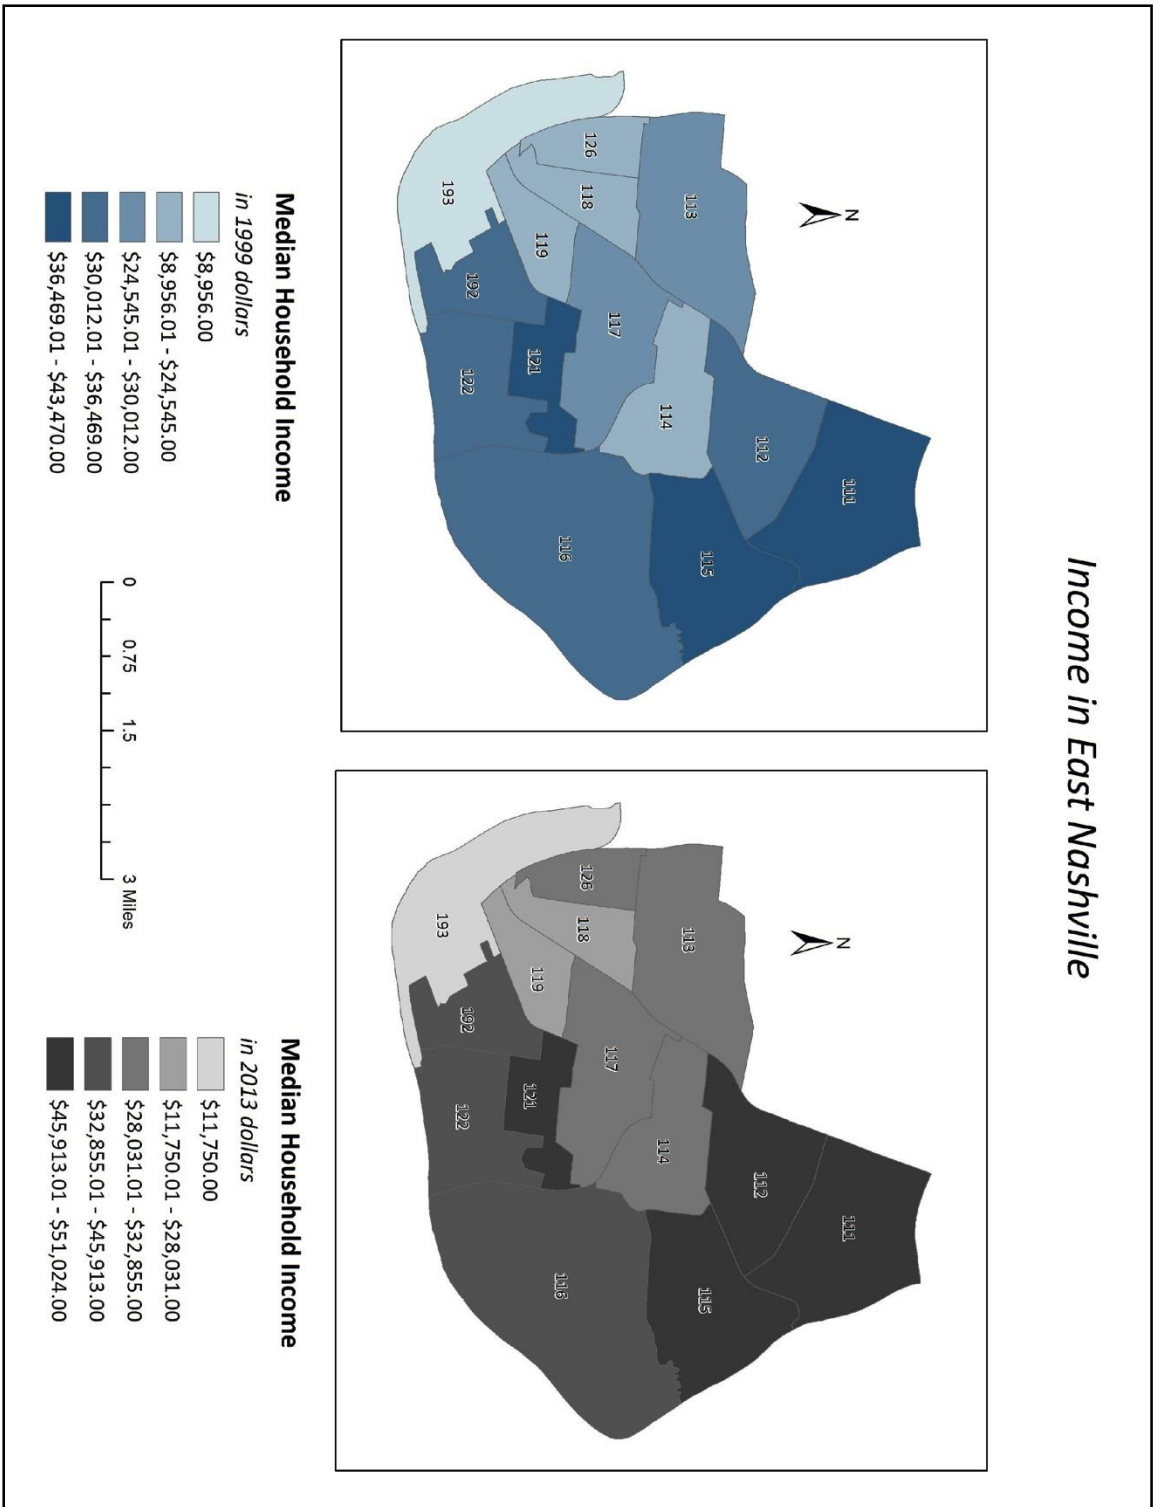 Income in East Nashville
N
111
112
113
114
115
116
117
118
119
121
122
126
192
193
N
111
112
113
114
115
116
117
118
119
121
122
126
192
193
Median Household Income
in 1999 dollars
$8,956.00
$8,956.01 - $24,545.00
$24,545.01 - $30,012.00
$30,012.01 - $36,469.00
$36,469.01 - $43,470.00
0 0.75 1.5 3 Miles
Median Household Income
in 2013 dollars
$11,750.00
$11,750.01 - $28,031.00
$28,031.01 - $32,855.00
$32,855.01 - $45,913.00
$45,913.01 - $51,024.00